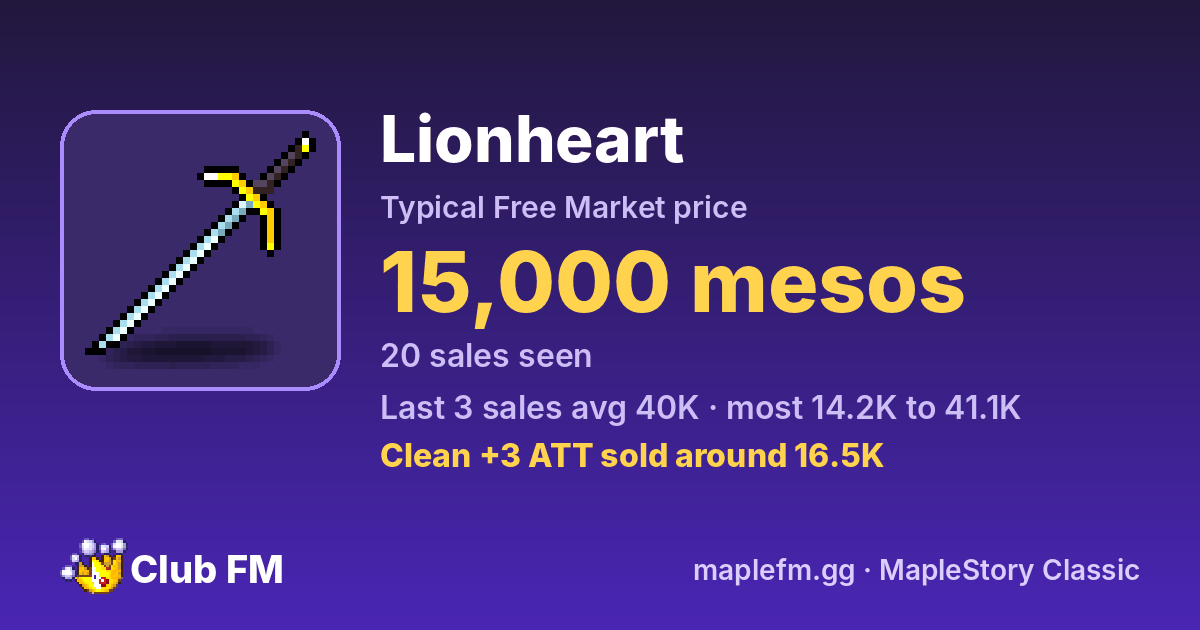 Lionheart
Typical Free Market price
15,000 mesos
20 sales seen
Last 3 sales avg 40K · most 14.2K to 41.1K
Clean +3 ATT sold around 16.5K
Club FM
maplefm.gg · MapleStory Classic